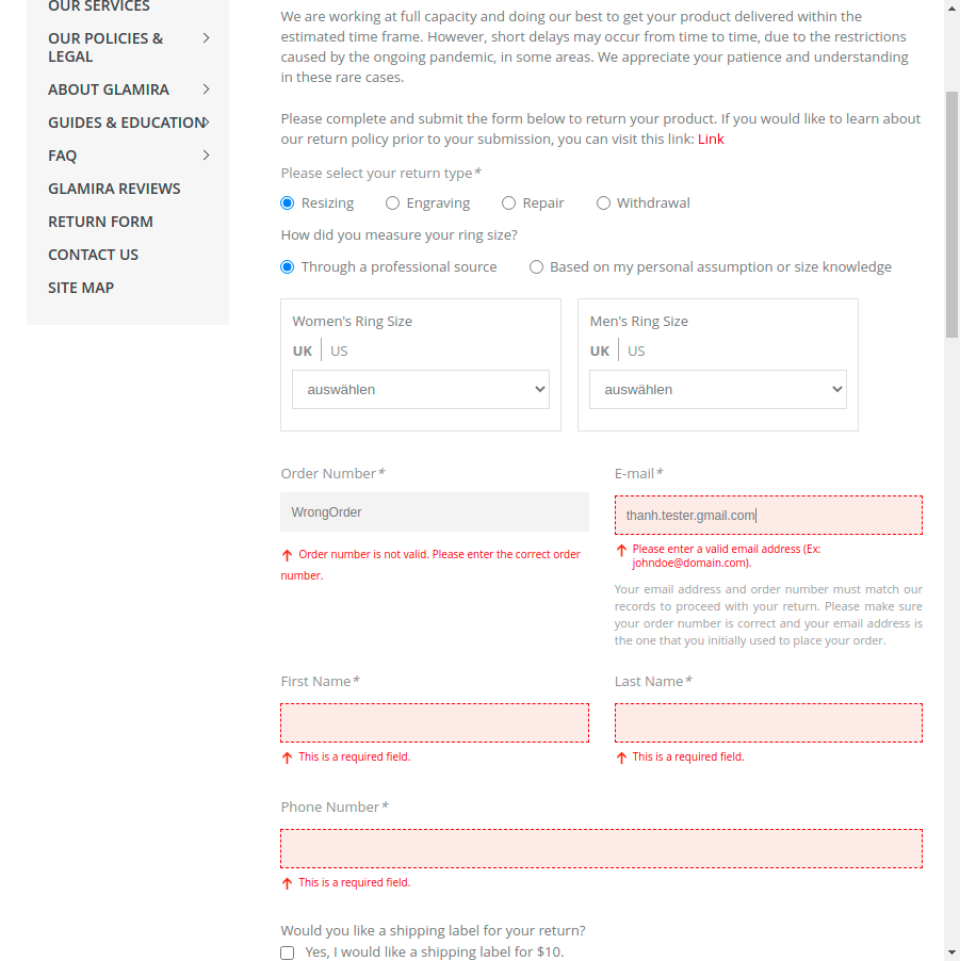 OUR SERVICES
OUR POLICIES &
LEGAL
ABOUT GLAMIRA
GUIDES & EDUCATION
FAQ
GLAMIRA REVIEWS
RETURN FORM
CONTACT US
SITE MAP
We are working at full capacity and doing our best to get your product delivered within the
estimated time frame. However, short delays may occur from time to time, due to the restrictions
caused by the ongoing pandemic, in some areas. We appreciate your patience and understanding
in these rare cases.
Please complete and submit the form below to return your product. If you would like to learn about
our return policy prior to your submission, you can visit this link: Link
Please select your return type*
Resizing Engraving Repair Withdrawal
How did you measure your ring size?
Through a professional source Based on my personal assumption or size knowledge
Women's Ring Size
UK US
auswählen
Men's Ring Size
UK US
auswählen
Order Number*
WrongOrder
Order number is not valid. Please enter the correct order
number.
E-mail*
thanh.tester.gmail.com
Please enter a valid email address (Ex:
johndoe@domain.com).
Your email address and order number must match our
records to proceed with your return. Please make sure
your order number is correct and your email address is
the one that you initially used to place your order.
First Name*
This is a required field.
Last Name*
This is a required field.
Phone Number*
This is a required field.
Would you like a shipping label for your return?
Yes, I would like a shipping label for $10.